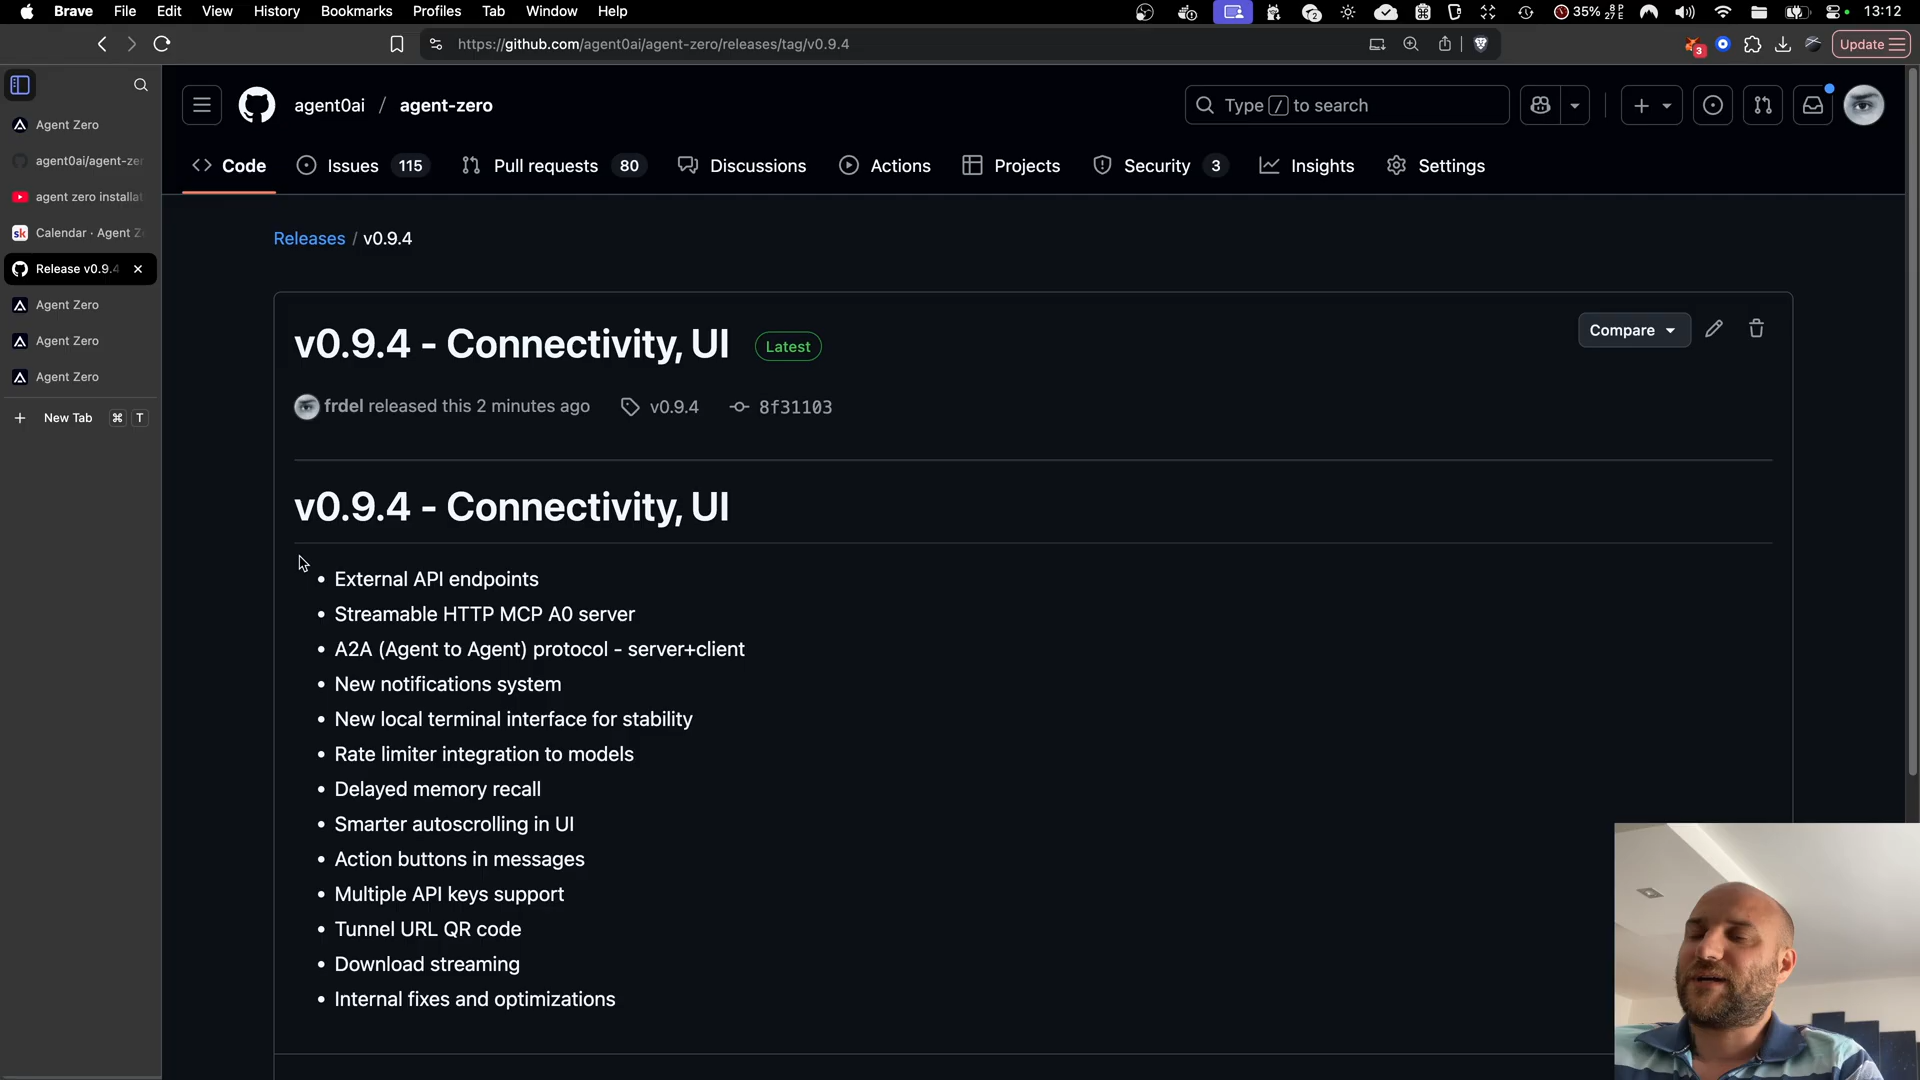 Brave File Edit View History Bookmarks Profiles Tab Window Help
2 35% 13:12
https://github.com/agent0ai/agent-zero/releases/tag/v0.9.4
3 Update
Agent Zero
agent0ai/agent-zer
agent zero installat
sk Calendar · Agent Ze
Release v0.9.4
Agent Zero
Agent Zero
Agent Zero
+ New Tab ⌘ T
agent0ai / agent-zero
Type / to search
Code Issues 115 Pull requests 80 Discussions Actions Projects Security 3 Insights Settings
Releases / v0.9.4
v0.9.4 - Connectivity, UI Latest
Compare
frdel released this 2 minutes ago v0.9.4 8f31103
v0.9.4 - Connectivity, UI
• External API endpoints
• Streamable HTTP MCP A0 server
• A2A (Agent to Agent) protocol - server+client
• New notifications system
• New local terminal interface for stability
• Rate limiter integration to models
• Delayed memory recall
• Smarter autoscrolling in UI
• Action buttons in messages
• Multiple API keys support
• Tunnel URL QR code
• Download streaming
• Internal fixes and optimizations